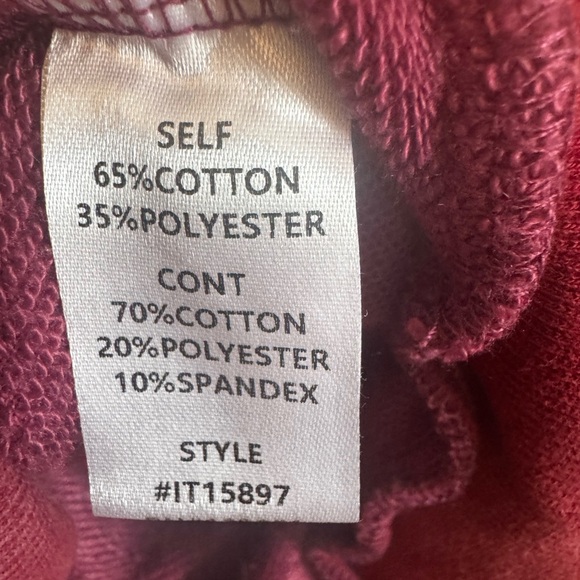 SELF
65%COTTON
35%POLYESTER
CONT
70%COTTON
20%POLYESTER
10%SPANDEX
STYLE
#IT15897